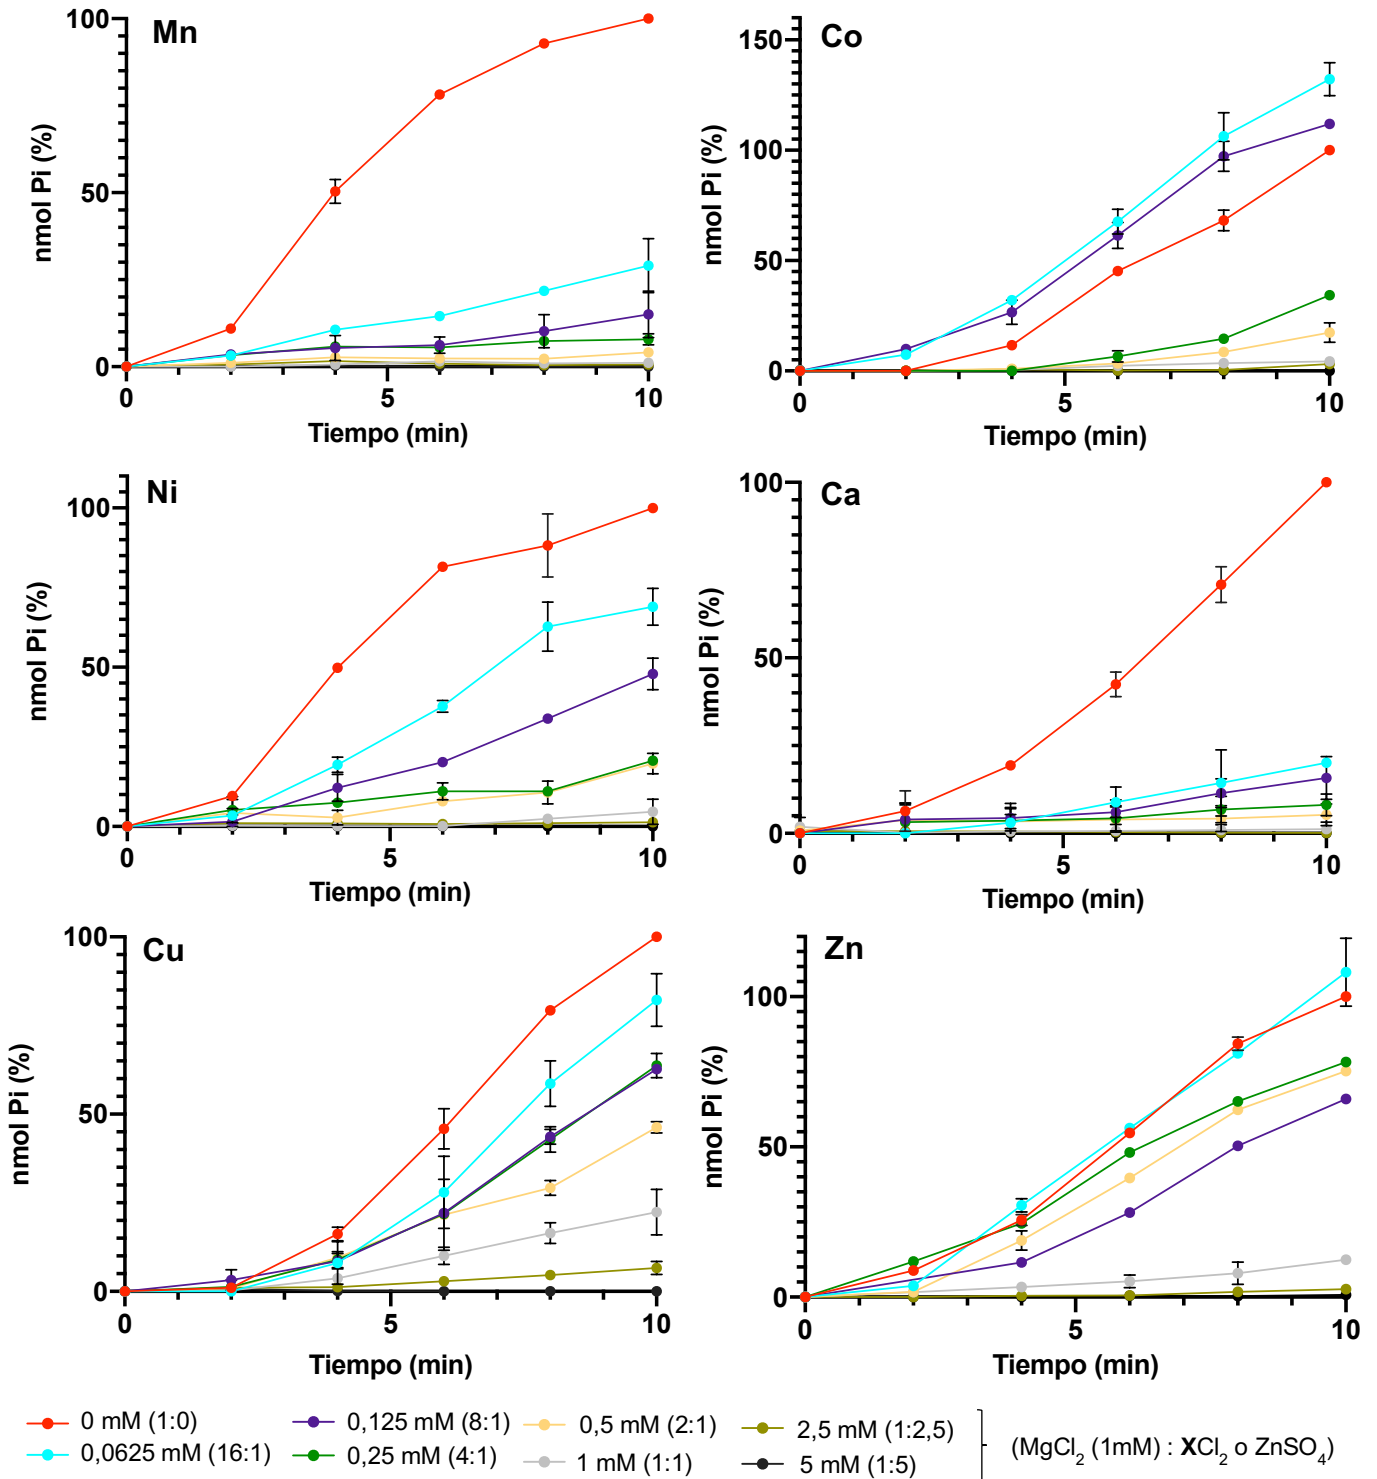 Mn
100
50
0
0
5
10
nmol Pi (%)
Tiempo (min)
Co
150
100
50
0
0
5
10
nmol Pi (%)
Tiempo (min)
Ni
100
50
0
0
5
10
nmol Pi (%)
Tiempo (min)
Ca
100
50
0
0
5
10
nmol Pi (%)
Tiempo (min)
Cu
100
50
0
0
5
10
nmol Pi (%)
Tiempo (min)
Zn
100
50
0
0
5
10
nmol Pi (%)
Tiempo (min)
0 mM (1:0)
0,0625 mM (16:1)
0,125 mM (8:1)
0,25 mM (4:1)
0,5 mM (2:1)
1 mM (1:1)
2,5 mM (1:2,5)
5 mM (1:5)
(MgCl₂ (1mM) : XCl₂ o ZnSO₄)